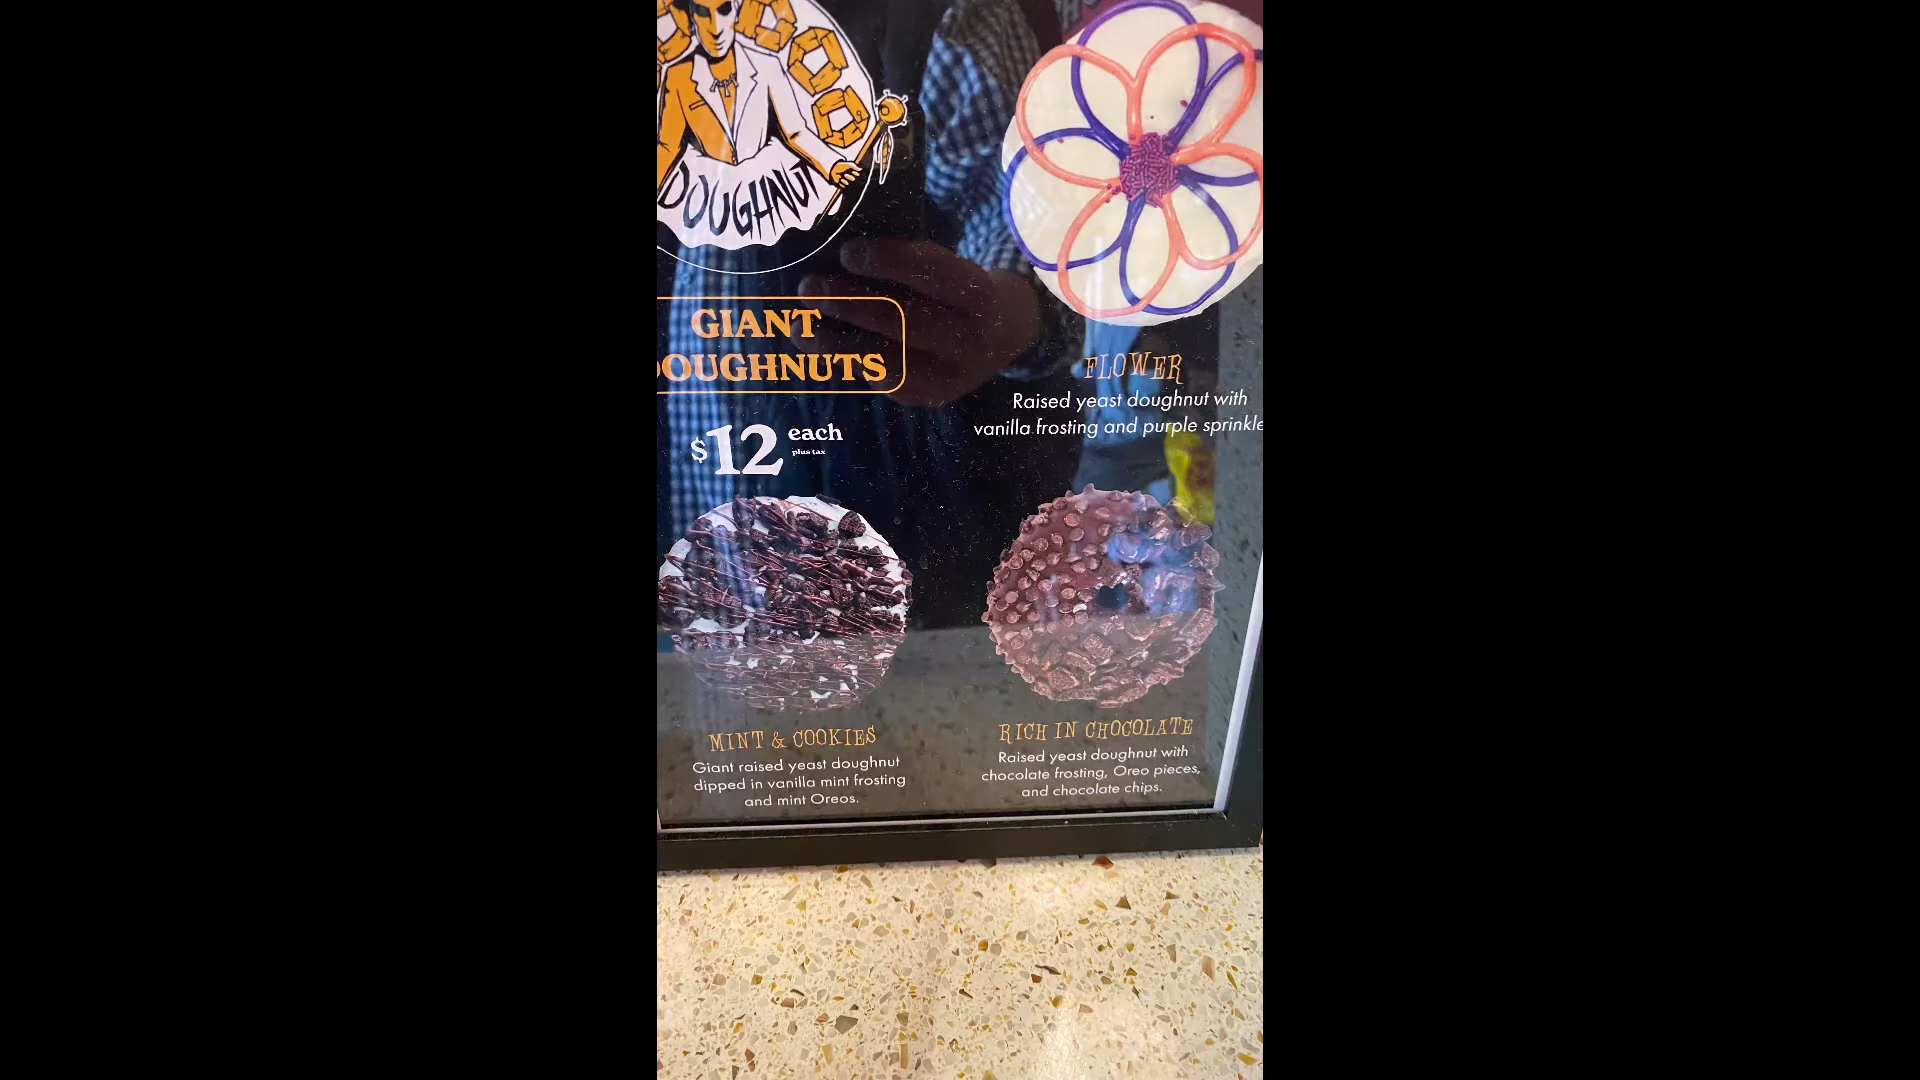 DOUGHNUT
GIANT
DOUGHNUTS
$12 each
plus tax
FLOWER
Raised yeast doughnut with
vanilla frosting and purple sprinkle
MINT & COOKIES
Giant raised yeast doughnut
dipped in vanilla mint frosting
and mint Oreos.
RICH IN CHOCOLATE
Raised yeast doughnut with
chocolate frosting, Oreo pieces,
and chocolate chips.